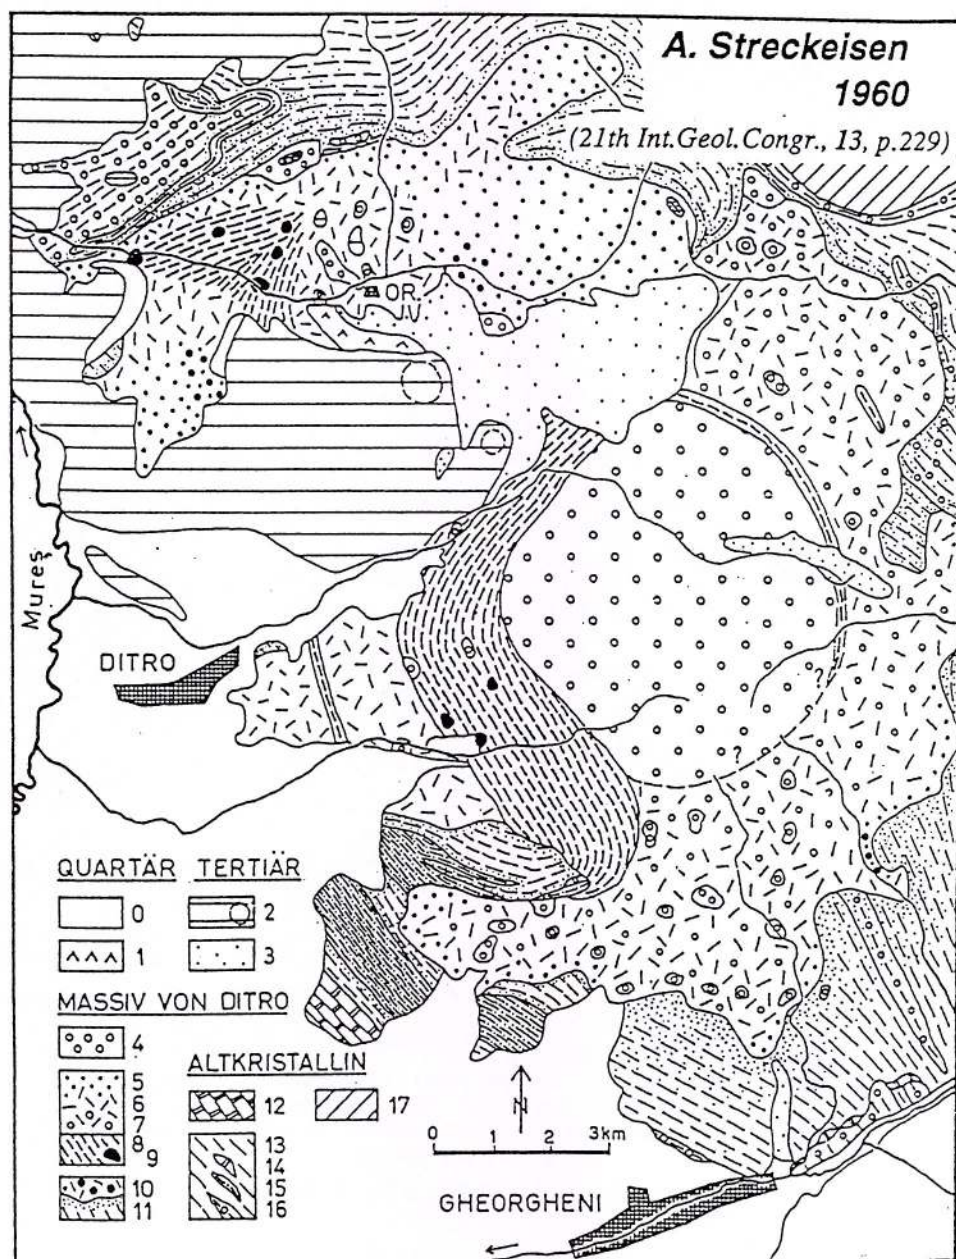 A. Streckeisen
1960
(21th Int.Geol.Congr., 13, p.229)
OR.
Mureş
DITRO
?
?
QUARTÄR TERTIÄR
0 2
1 3
MASSIV VON DITRO
4
5
6
7
8 9
10
11
ALTKRISTALLIN
12 17
13
14
15
16
N
0 1 2 3km
GHEORGHENI